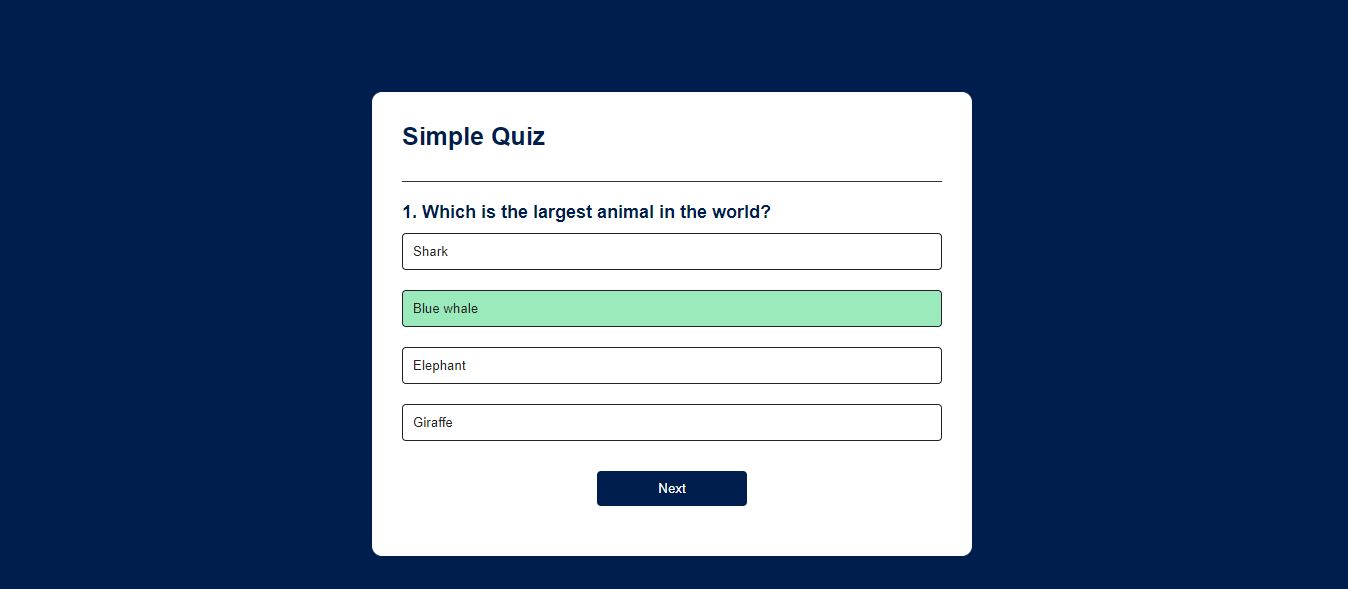 Simple Quiz
1. Which is the largest animal in the world?
Shark
Blue whale
Elephant
Giraffe
Next